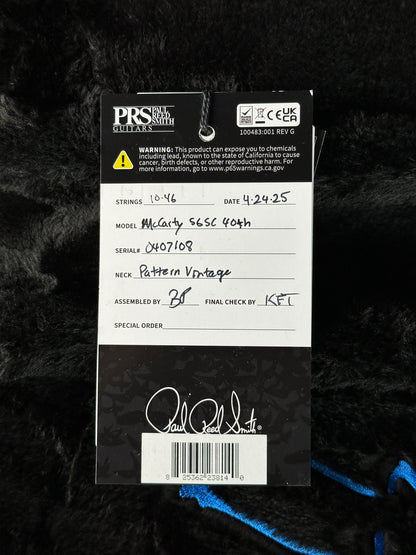 PRS PAUL REED SMITH
GUITARS
CE UK CA
100483:001 REV G
WARNING: This product can expose you to chemicals
including lead, known to the state of California to cause
cancer, birth defects, or other reproductive harm. For
more information, go to www.p65warnings.ca.gov
STRINGS 10-46 DATE 4.24.25
MODEL McCarty S6SC 40th
SERIAL# 0407108
NECK Pattern Vintage
ASSEMBLED BY FINAL CHECK BY KFT
SPECIAL ORDER
Paul Reed Smith®
8 25362 23814 0